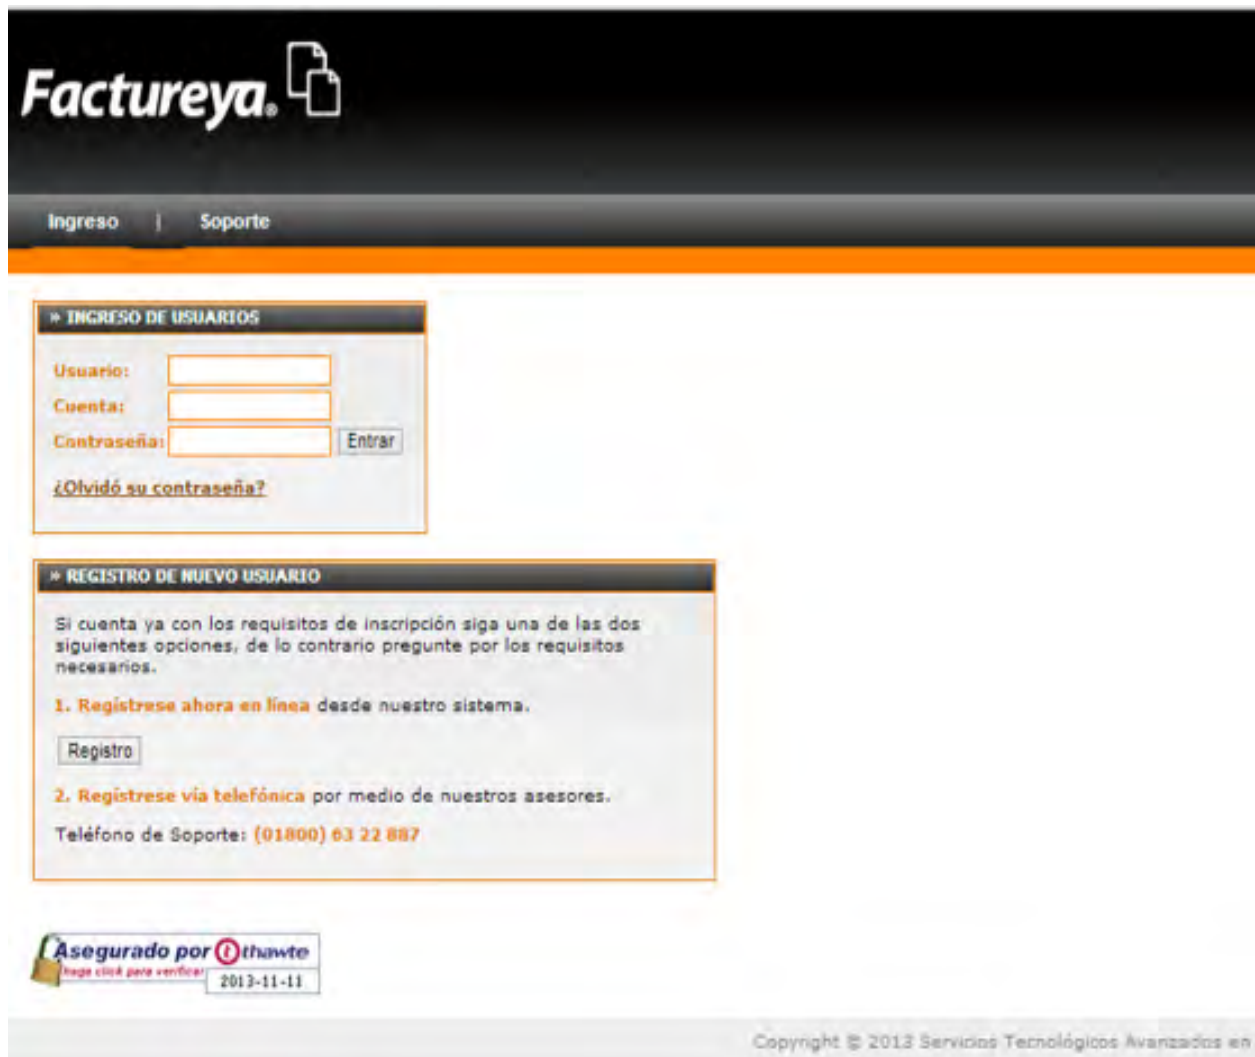 Factureya®
Ingreso | Soporte
» INGRESO DE USUARIOS
Usuario:
Cuenta:
Contraseña: Entrar
¿Olvidó su contraseña?
» REGISTRO DE NUEVO USUARIO
Si cuenta ya con los requisitos de inscripción siga una de las dos
siguientes opciones, de lo contrario pregunte por los requisitos
necesarios.
1. Regístrese ahora en línea desde nuestro sistema.
Registro
2. Regístrese vía telefónica por medio de nuestros asesores.
Teléfono de Soporte: (01800) 63 22 887
Asegurado por thawte
haga click para verificar
2013-11-11
Copyright © 2013 Servicios Tecnológicos Avanzados en